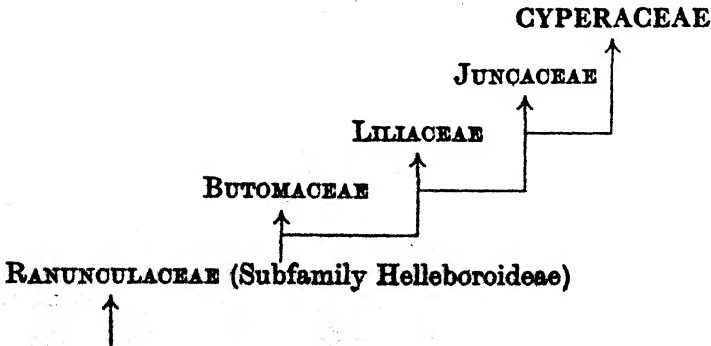 CYPERACEAE
JUNCACEAE
LILIACEAE
BUTOMACEAE
RANUNCULACEAE (Subfamily Helleboroideae)